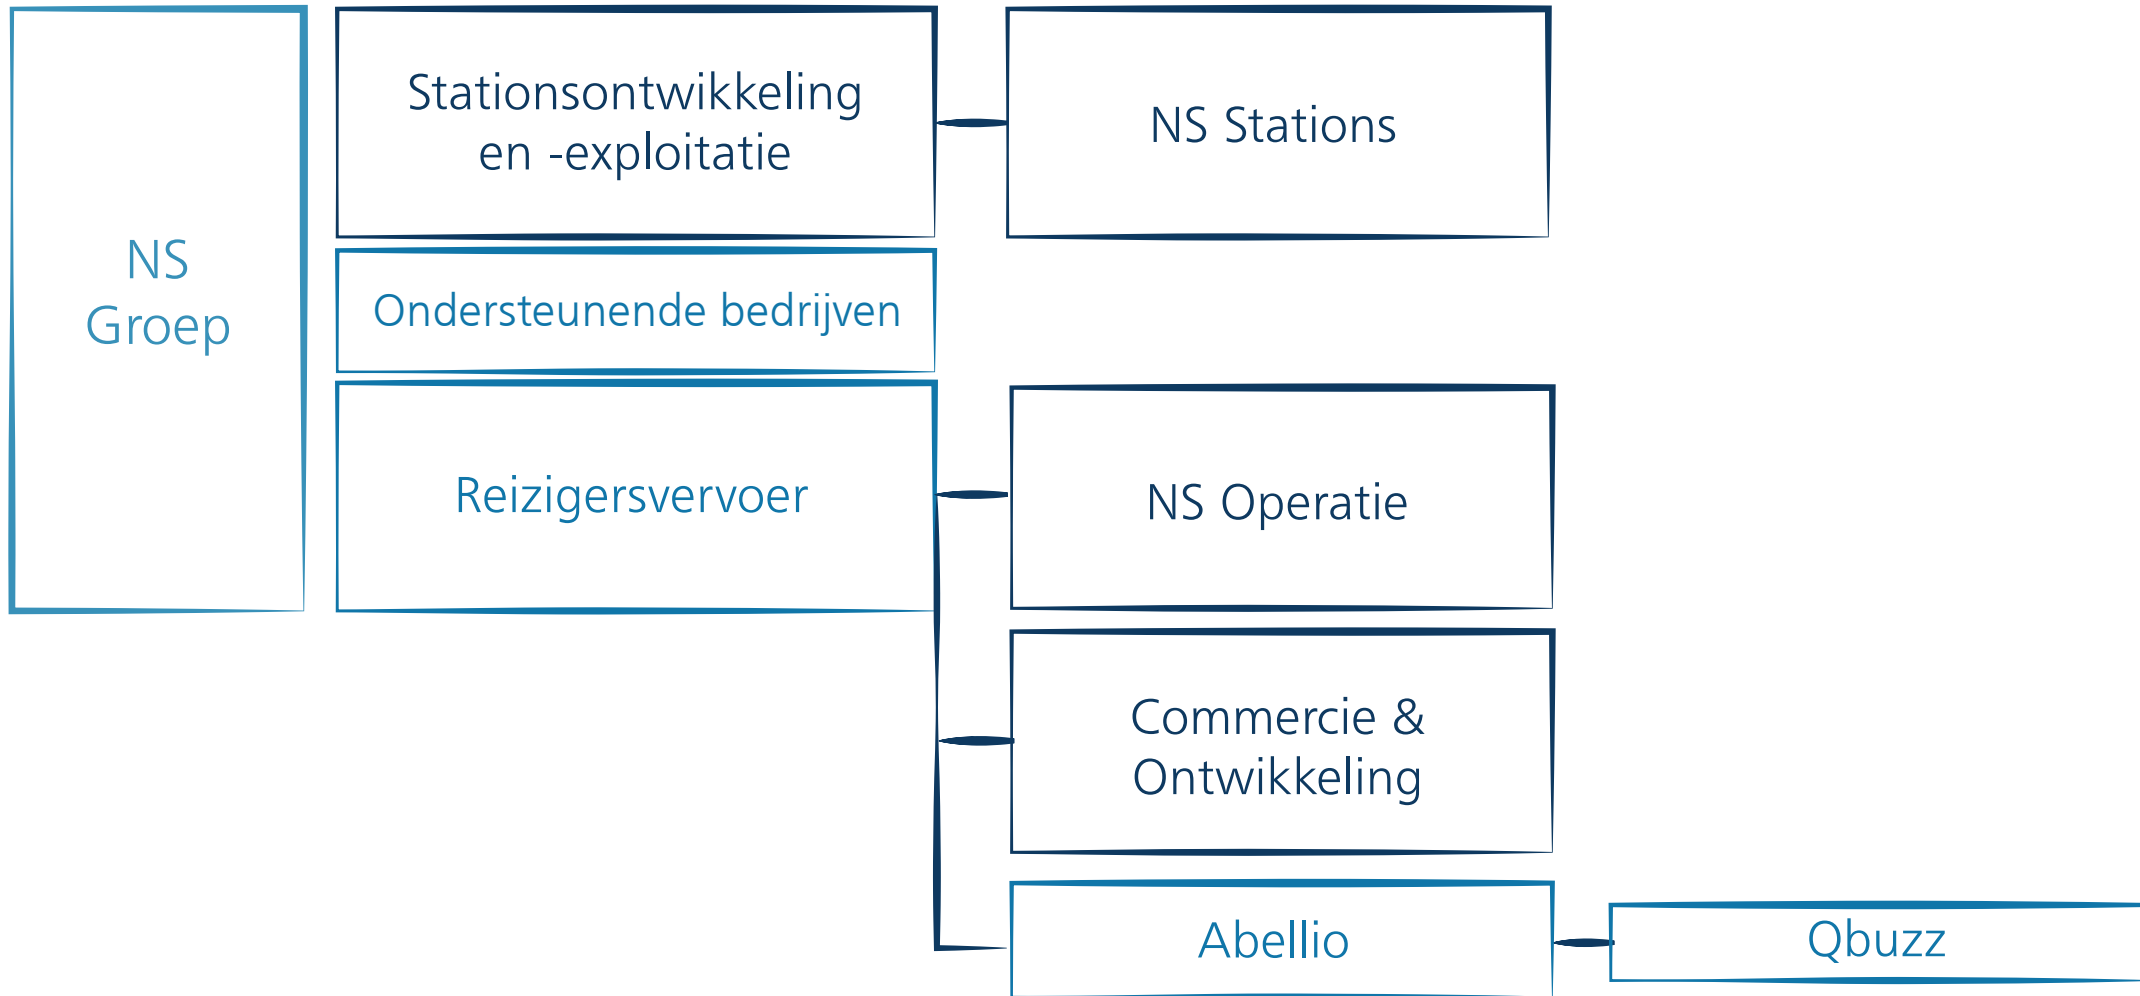 NS
Groep
Stationsontwikkeling
en -exploitatie
NS Stations
Ondersteunende bedrijven
Reizigersvervoer
NS Operatie
Commercie &
Ontwikkeling
Abellio
Qbuzz